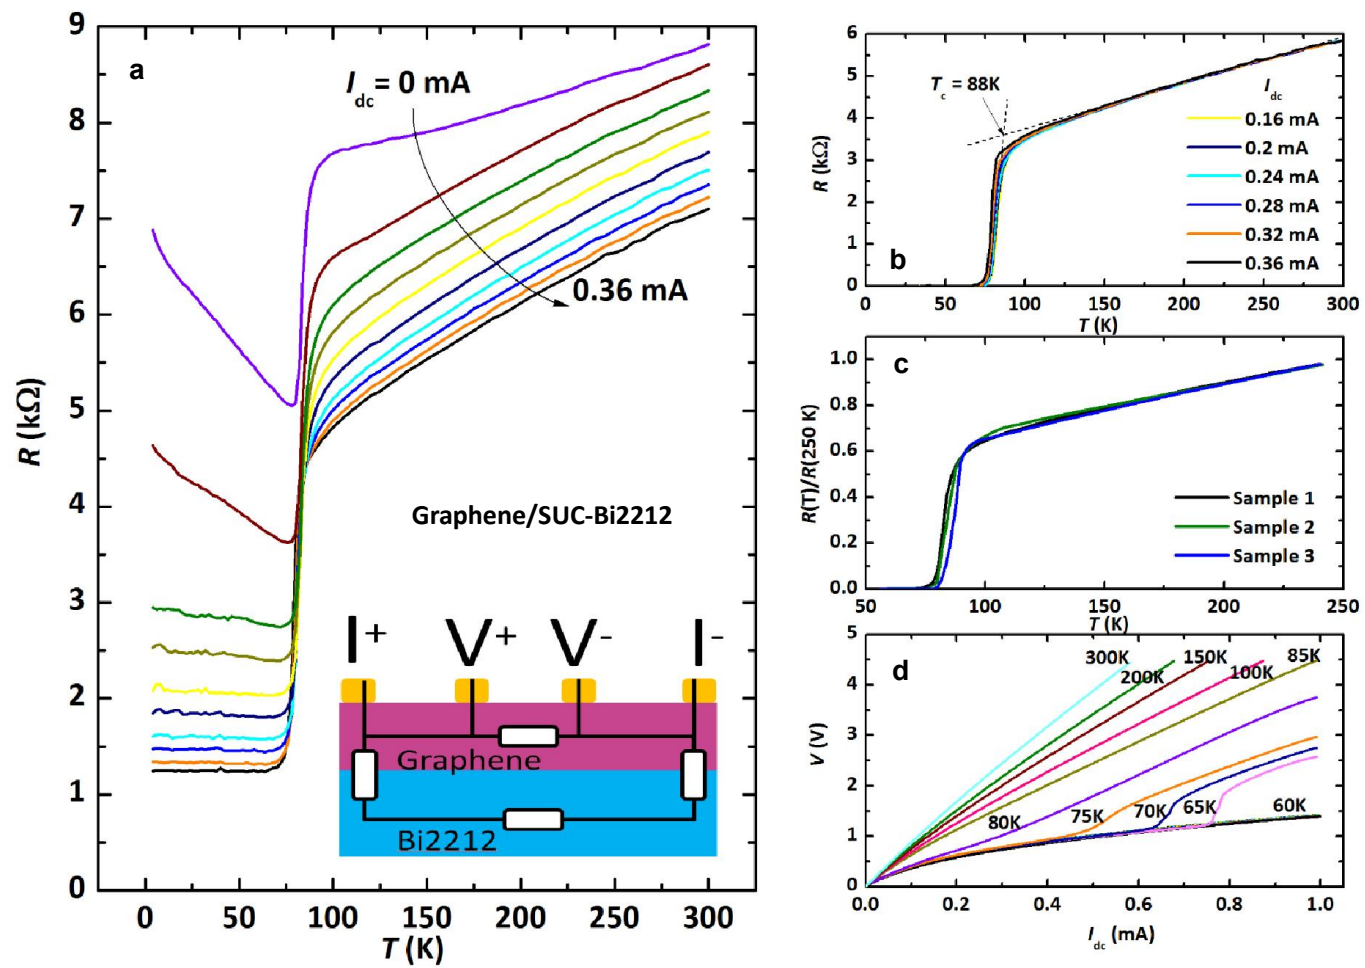 a
I_dc = 0 mA
0.36 mA
Graphene/SUC-Bi2212
I+ V+ V- I-
Graphene
Bi2212
9
8
7
6
5
4
3
2
1
0
R (kΩ)
0 50 100 150 200 250 300
T (K)
6
5
4
3
2
1
0
R (kΩ)
T_c = 88K
I_dc
0.16 mA
0.2 mA
0.24 mA
0.28 mA
0.32 mA
0.36 mA
b
0 50 100 150 200 250 300
T (K)
c
1.0
0.8
0.6
0.4
0.2
0.0
R(T)/R(250 K)
Sample 1
Sample 2
Sample 3
50 100 150 200 250
T (K)
d
5
4
3
2
1
0
V (V)
300K 200K 150K 100K 85K
80K 75K 70K 65K 60K
0.0 0.2 0.4 0.6 0.8 1.0
I_dc (mA)